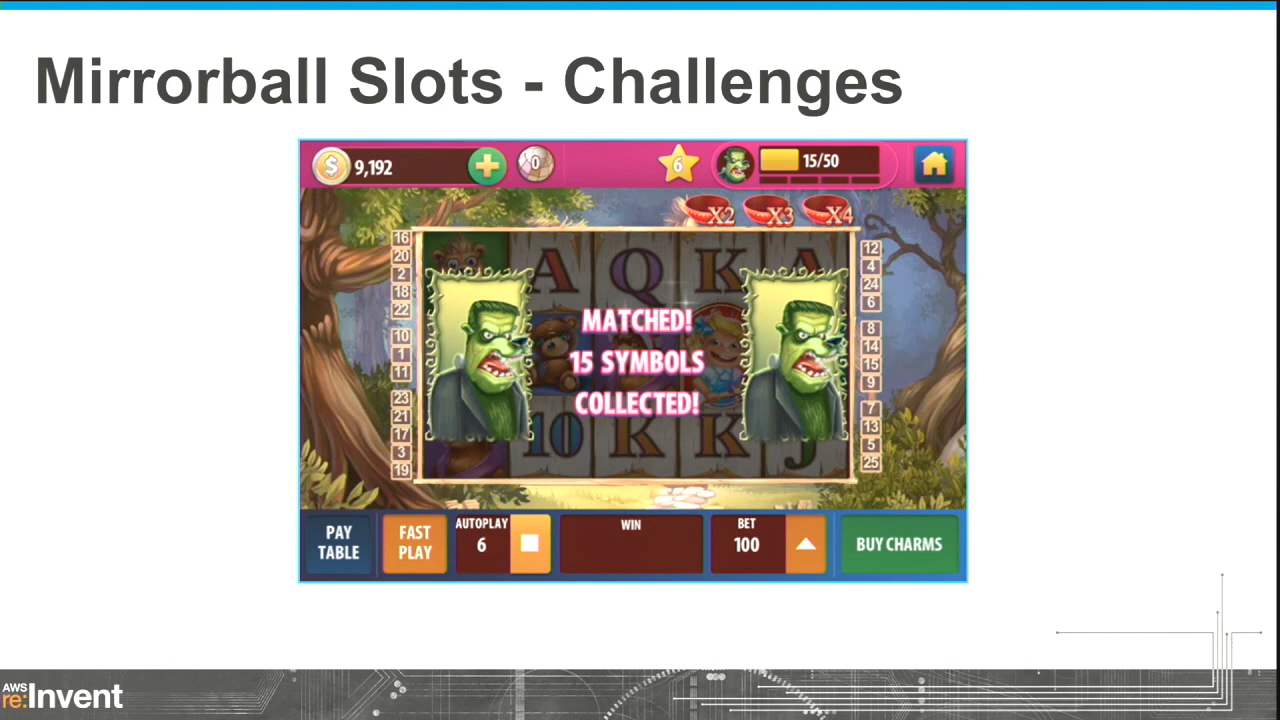 Mirrorball Slots - Challenges
$ 9,192
0
6
15/50
X2 X3 X4
16
20
2
18
22
10
1
11
23
21
17
3
19
A Q K A
10 K K J
MATCHED!
15 SYMBOLS
COLLECTED!
12
4
24
6
8
14
15
9
7
13
5
25
PAY
TABLE
FAST
PLAY
AUTOPLAY
6
WIN
BET
100
BUY CHARMS
AWS
re:Invent